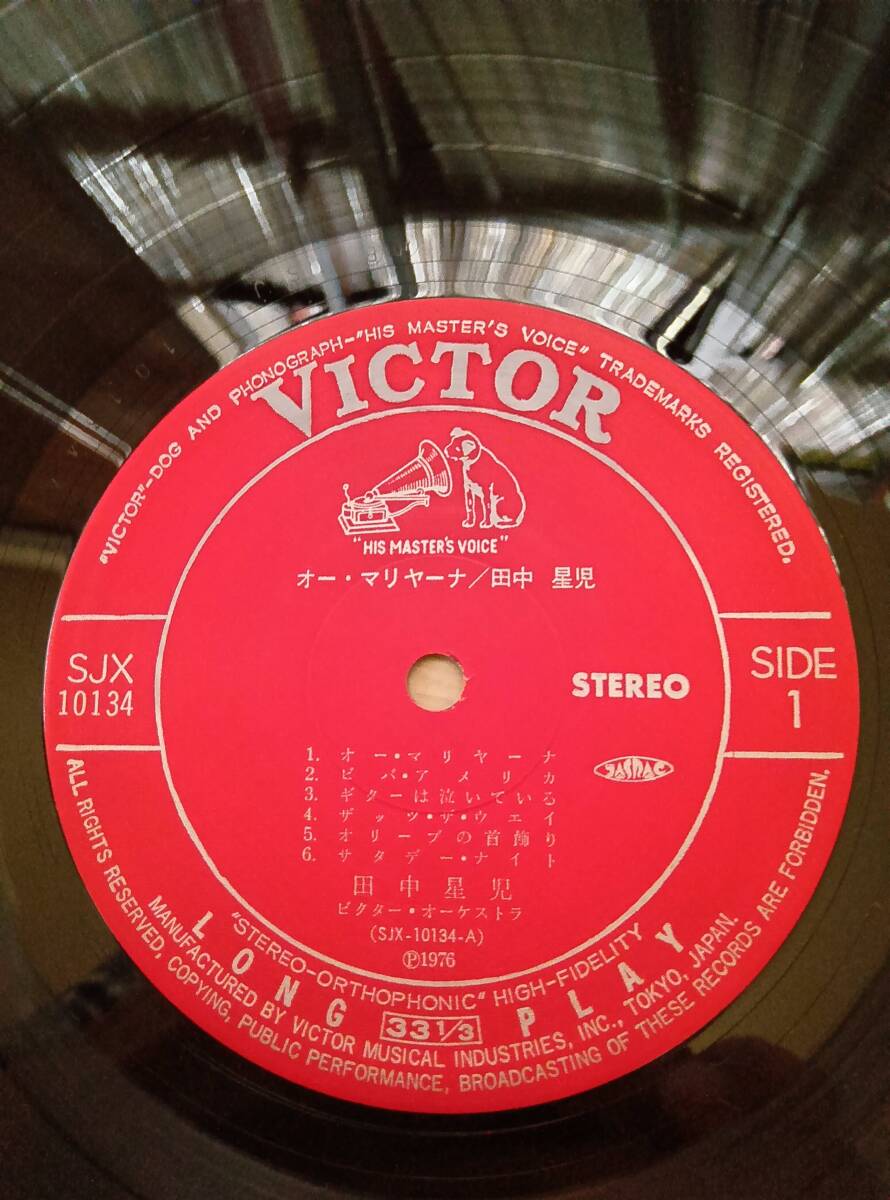 "VICTOR"–DOG AND PHONOGRAPH–"HIS MASTER'S VOICE" TRADEMARKS REGISTERED.
VICTOR
"HIS MASTER'S VOICE"
オー・マリヤーナ／田中 星児
SJX
10134
STEREO
SIDE
1
JASRAC
1. オー・マリヤーナ
2. ビバ・アメリカ
3. ギターは泣いている
4. ザッツ・ザ・ウェイ
5. オリーブの首飾り
6. サタデー・ナイト
田中星児
ビクター・オーケストラ
(SJX-10134-A)
Ⓟ1976
"STEREO-ORTHOPHONIC" HIGH-FIDELITY
LONG 33 1/3 PLAY
MANUFACTURED BY VICTOR MUSICAL INDUSTRIES, INC., TOKYO, JAPAN.
ALL RIGHTS RESERVED, COPYING, PUBLIC PERFORMANCE, BROADCASTING OF THESE RECORDS ARE FORBIDDEN.